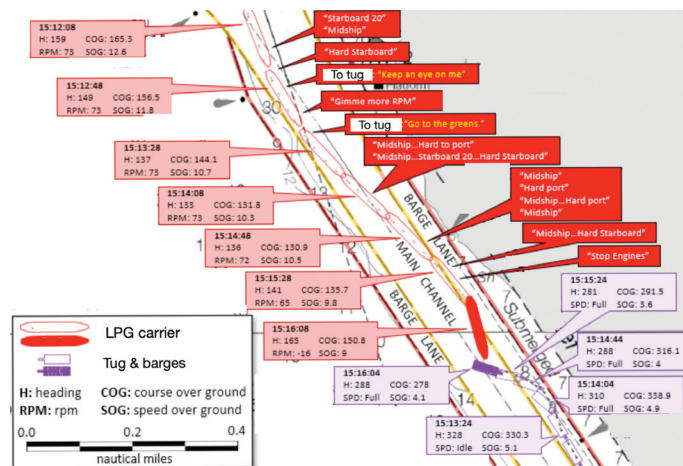 15:12:08
H: 159 COG: 165.3
RPM: 73 SOG: 12.6
"Starboard 20"
"Midship"
"Hard Starboard"
To tug: "Keep an eye on me"
15:12:48
H: 149 COG: 156.5
RPM: 73 SOG: 11.8
"Gimme more RPM"
30
To tug: "Go to the greens."
15:13:28
H: 137 COG: 144.1
RPM: 73 SOG: 10.7
9
12
13
"Midship...Hard to port"
"Midship...Starboard 20...Hard Starboard"
15:14:08
H: 133 COG: 131.8
RPM: 73 SOG: 10.3
"Midship"
"Hard port"
"Midship...Hard port"
"Midship"
BARGE LANE
15:14:48
H: 136 COG: 130.9
RPM: 72 SOG: 10.5
"Midship...Hard Starboard"
MAIN CHANNEL
"Stop Engines"
15:15:28
H: 141 COG: 135.7
RPM: 65 SOG: 9.8
BARGE LANE
15:15:24
H: 281 COG: 291.5
SPD: Full SOG: 3.6
Submerged
15:16:08
H: 165 COG: 150.8
RPM: -16 SOG: 9
15:14:44
H: 288 COG: 316.1
SPD: Full SOG: 4
15:16:04
H: 288 COG: 278
SPD: Full SOG: 4.1
15:14:04
H: 310 COG: 338.9
SPD: Full SOG: 4.9
14
7
15:13:24
H: 328 COG: 330.3
SPD: Idle SOG: 5.1
LPG carrier
Tug & barges
H: heading COG: course over ground
RPM: rpm SOG: speed over ground
0.0 0.2 0.4
nautical miles